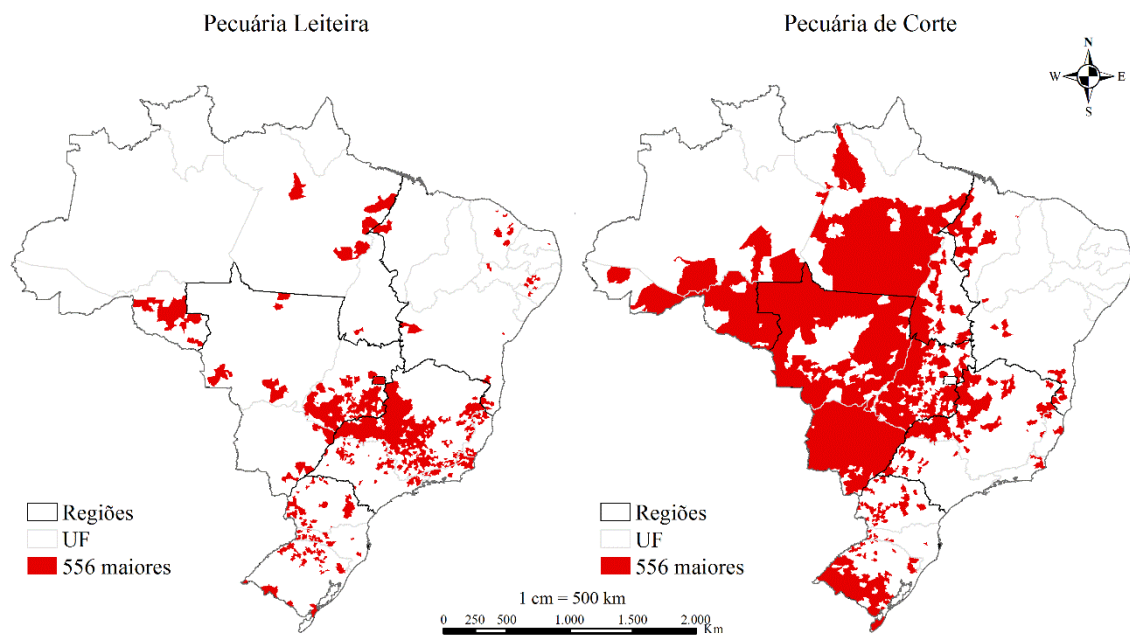 Pecuária Leiteira
Pecuária de Corte
N
W E
S
Regiões
UF
556 maiores
Regiões
UF
556 maiores
1 cm = 500 km
0 250 500 1.000 1.500 2.000
Km